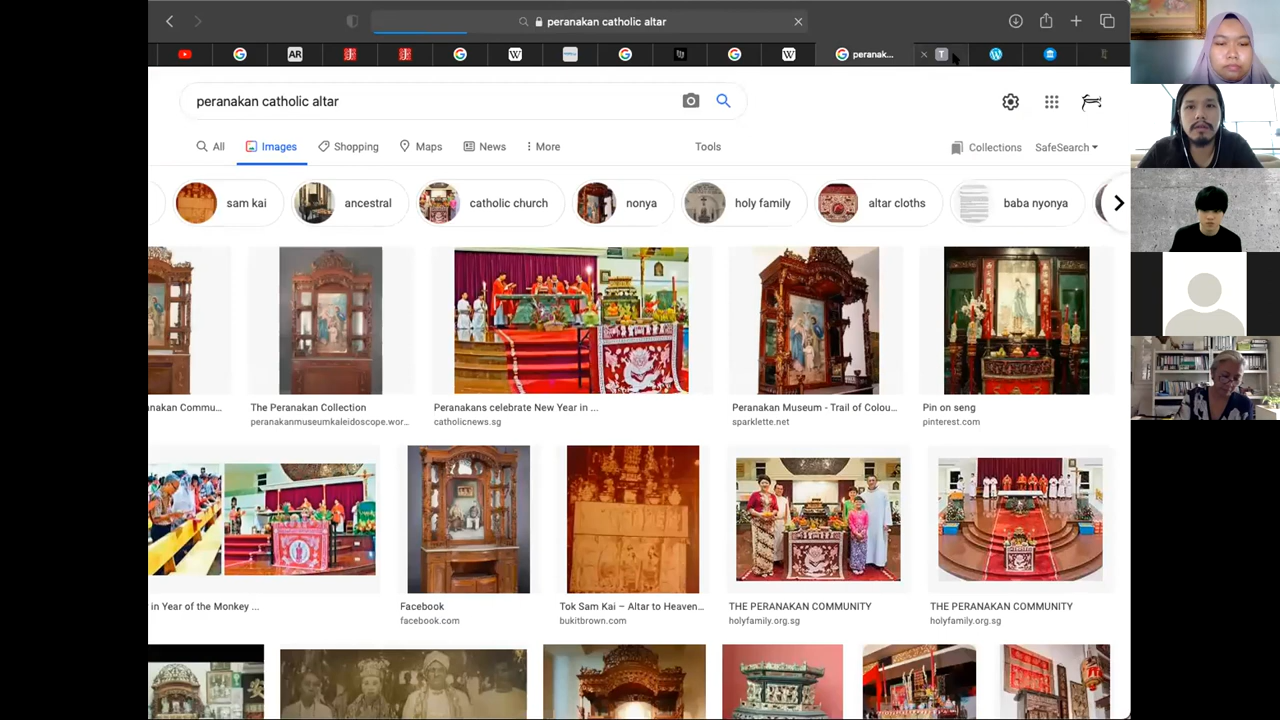 peranakan catholic altar
AR
W
W
peranak...
T
peranakan catholic altar
All
Images
Shopping
Maps
News
More
Tools
Collections
SafeSearch
sam kai
ancestral
catholic church
nonya
holy family
altar cloths
baba nyonya
nakan Commu...
The Peranakan Collection
peranakanmuseumkaleidoscope.wor...
Peranakans celebrate New Year in ...
catholicnews.sg
Peranakan Museum - Trail of Colou...
sparklette.net
Pin on seng
pinterest.com
in Year of the Monkey ...
Facebook
facebook.com
Tok Sam Kai – Altar to Heaven...
bukitbrown.com
THE PERANAKAN COMMUNITY
holyfamily.org.sg
THE PERANAKAN COMMUNITY
holyfamily.org.sg